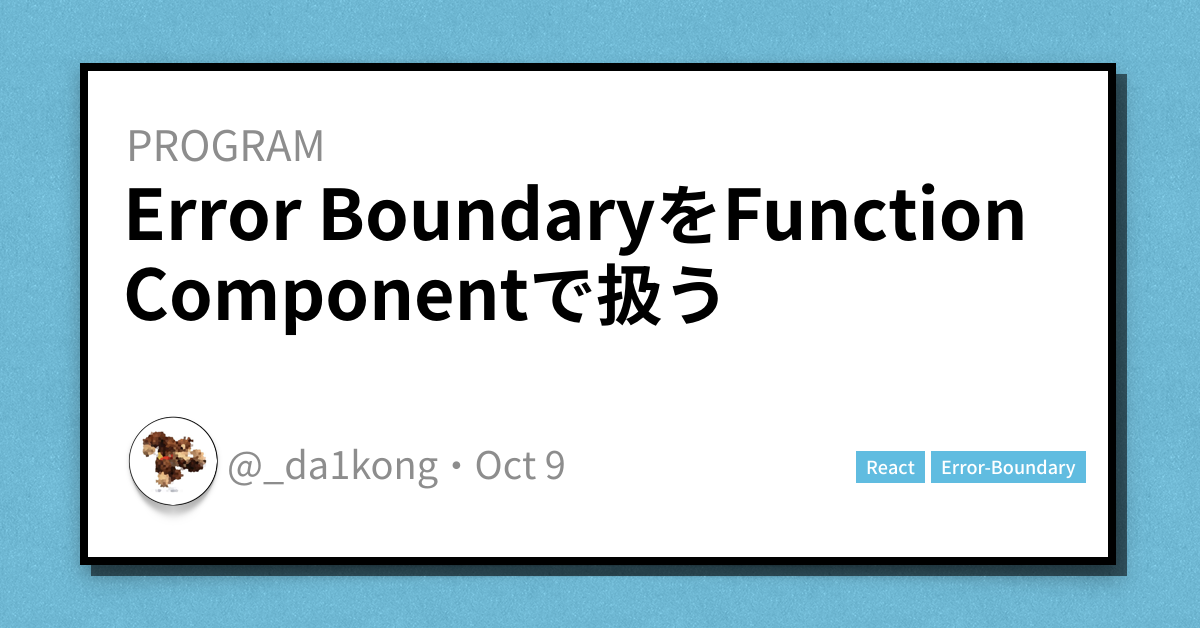 PROGRAM
Error BoundaryをFunction
Componentで扱う
@_da1kong・Oct 9
React
Error-Boundary